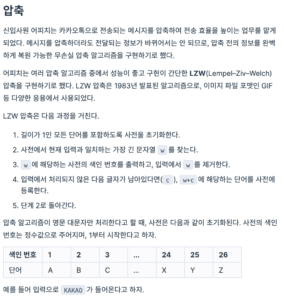 압축
신입사원 어피치는 카카오톡으로 전송되는 메시지를 압축하여 전송 효율을 높이는 업무를 맡게
되었다. 메시지를 압축하더라도 전달되는 정보가 바뀌어서는 안 되므로, 압축 전의 정보를 완벽
하게 복원 가능한 무손실 압축 알고리즘을 구현하기로 했다.
어피치는 여러 압축 알고리즘 중에서 성능이 좋고 구현이 간단한 LZW(Lempel–Ziv–Welch)
압축을 구현하기로 했다. LZW 압축은 1983년 발표된 알고리즘으로, 이미지 파일 포맷인 GIF
등 다양한 응용에서 사용되었다.
LZW 압축은 다음 과정을 거친다.
1. 길이가 1인 모든 단어를 포함하도록 사전을 초기화한다.
2. 사전에서 현재 입력과 일치하는 가장 긴 문자열 w 를 찾는다.
3. w 에 해당하는 사전의 색인 번호를 출력하고, 입력에서 w 를 제거한다.
4. 입력에서 처리되지 않은 다음 글자가 남아있다면( c ), w+c 에 해당하는 단어를 사전에
등록한다.
5. 단계 2로 돌아간다.
압축 알고리즘이 영문 대문자만 처리한다고 할 때, 사전은 다음과 같이 초기화된다. 사전의 색인
번호는 정수값으로 주어지며, 1부터 시작한다고 하자.
색인 번호 1 2 3 ... 24 25 26
단어 A B C ... X Y Z
예를 들어 입력으로 KAKAO 가 들어온다고 하자.